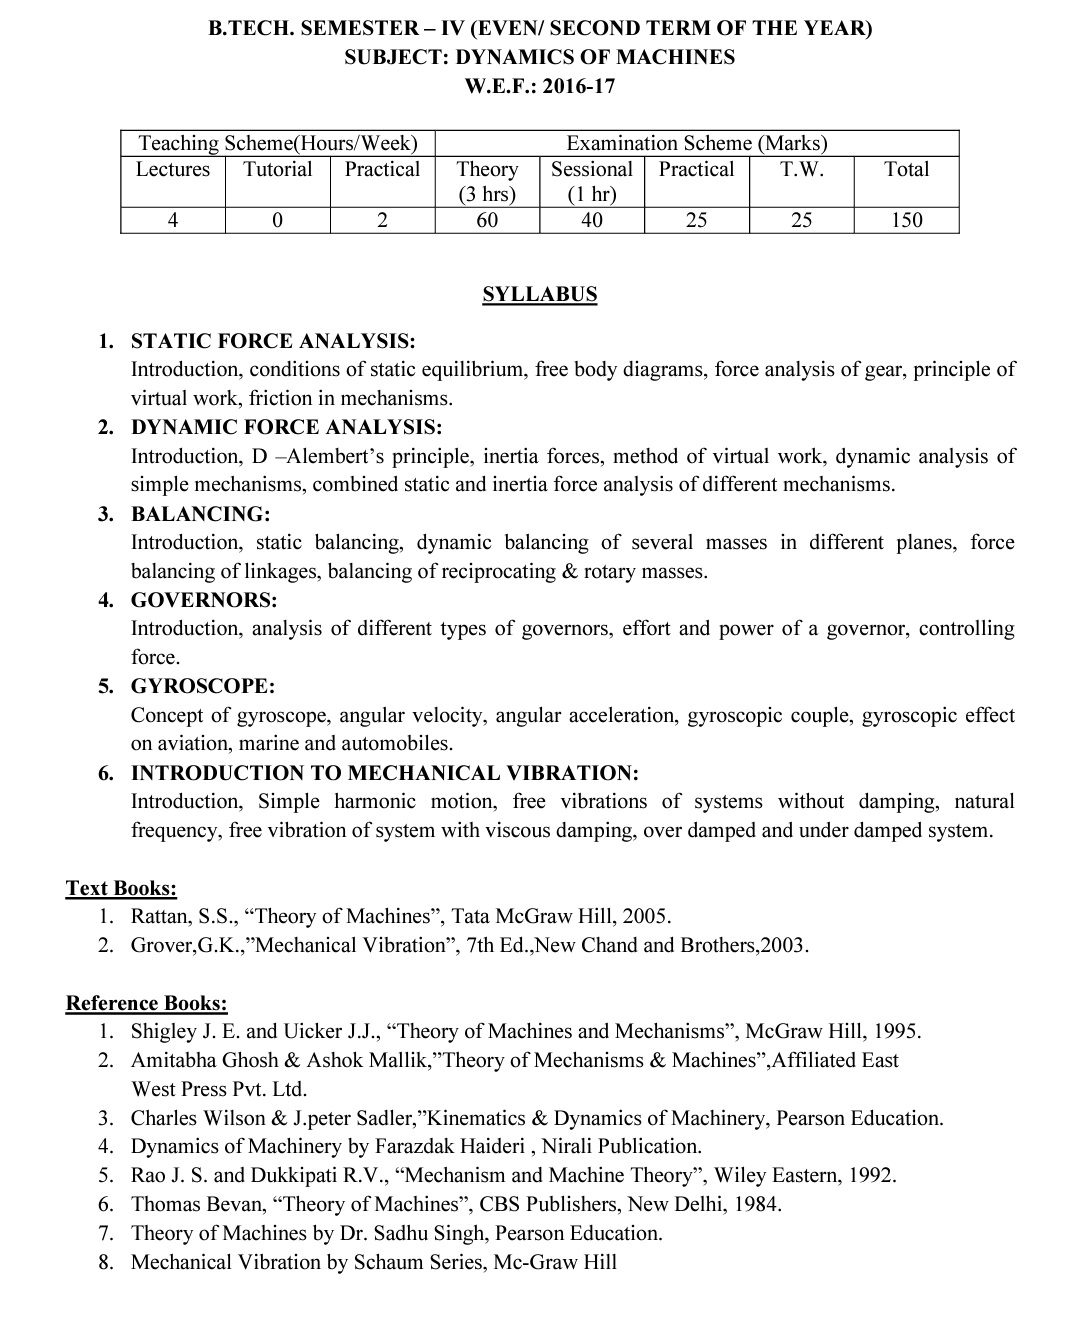 B.TECH. SEMESTER – IV (EVEN/ SECOND TERM OF THE YEAR)
SUBJECT: DYNAMICS OF MACHINES
W.E.F.: 2016-17
Teaching Scheme(Hours/Week) Examination Scheme (Marks)
Lectures Tutorial Practical Theory (3 hrs) Sessional (1 hr) Practical T.W. Total
4 0 2 60 40 25 25 150
SYLLABUS
1. STATIC FORCE ANALYSIS:
Introduction, conditions of static equilibrium, free body diagrams, force analysis of gear, principle of
virtual work, friction in mechanisms.
2. DYNAMIC FORCE ANALYSIS:
Introduction, D –Alembert’s principle, inertia forces, method of virtual work, dynamic analysis of
simple mechanisms, combined static and inertia force analysis of different mechanisms.
3. BALANCING:
Introduction, static balancing, dynamic balancing of several masses in different planes, force
balancing of linkages, balancing of reciprocating & rotary masses.
4. GOVERNORS:
Introduction, analysis of different types of governors, effort and power of a governor, controlling
force.
5. GYROSCOPE:
Concept of gyroscope, angular velocity, angular acceleration, gyroscopic couple, gyroscopic effect
on aviation, marine and automobiles.
6. INTRODUCTION TO MECHANICAL VIBRATION:
Introduction, Simple harmonic motion, free vibrations of systems without damping, natural
frequency, free vibration of system with viscous damping, over damped and under damped system.
Text Books:
1. Rattan, S.S., “Theory of Machines”, Tata McGraw Hill, 2005.
2. Grover,G.K.,”Mechanical Vibration”, 7th Ed.,New Chand and Brothers,2003.
Reference Books:
1. Shigley J. E. and Uicker J.J., “Theory of Machines and Mechanisms”, McGraw Hill, 1995.
2. Amitabha Ghosh & Ashok Mallik,”Theory of Mechanisms & Machines”,Affiliated East
West Press Pvt. Ltd.
3. Charles Wilson & J.peter Sadler,”Kinematics & Dynamics of Machinery, Pearson Education.
4. Dynamics of Machinery by Farazdak Haideri , Nirali Publication.
5. Rao J. S. and Dukkipati R.V., “Mechanism and Machine Theory”, Wiley Eastern, 1992.
6. Thomas Bevan, “Theory of Machines”, CBS Publishers, New Delhi, 1984.
7. Theory of Machines by Dr. Sadhu Singh, Pearson Education.
8. Mechanical Vibration by Schaum Series, Mc-Graw Hill